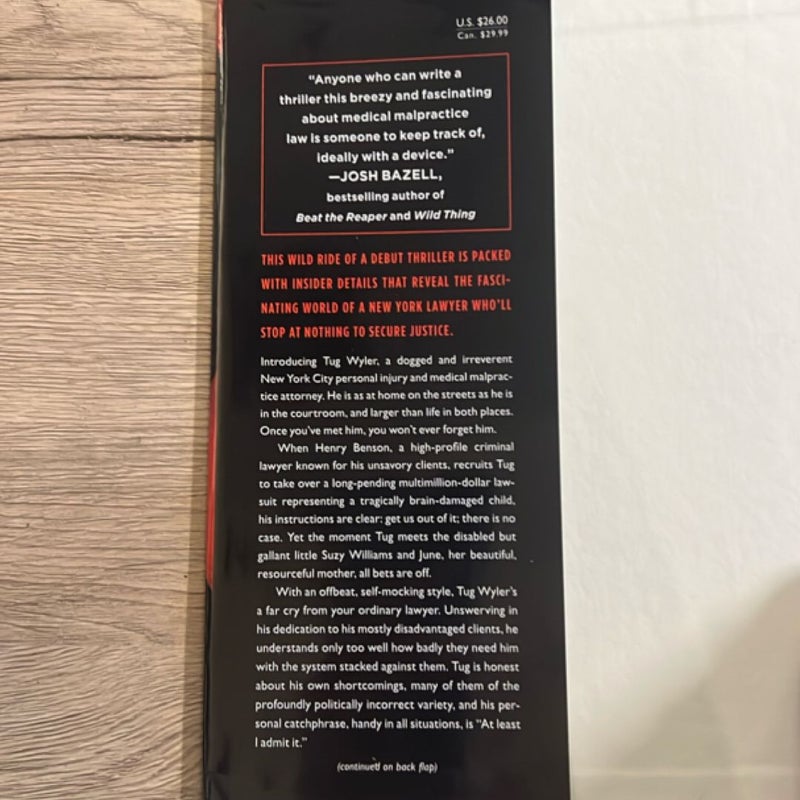 U.S. $26.00
Can. $29.99
“Anyone who can write a
thriller this breezy and fascinating
about medical malpractice
law is someone to keep track of,
ideally with a device.”
—JOSH BAZELL,
bestselling author of
Beat the Reaper and Wild Thing
THIS WILD RIDE OF A DEBUT THRILLER IS PACKED
WITH INSIDER DETAILS THAT REVEAL THE FASCI-
NATING WORLD OF A NEW YORK LAWYER WHO’LL
STOP AT NOTHING TO SECURE JUSTICE.
Introducing Tug Wyler, a dogged and irreverent
New York City personal injury and medical malprac-
tice attorney. He is as at home on the streets as he is
in the courtroom, and larger than life in both places.
Once you’ve met him, you won’t ever forget him.
When Henry Benson, a high-profile criminal
lawyer known for his unsavory clients, recruits Tug
to take over a long-pending multimillion-dollar law-
suit representing a tragically brain-damaged child,
his instructions are clear: get us out of it; there is no
case. Yet the moment Tug meets the disabled but
gallant little Suzy Williams and June, her beautiful,
resourceful mother, all bets are off.
With an offbeat, self-mocking style, Tug Wyler’s
a far cry from your ordinary lawyer. Unswerving in
his dedication to his mostly disadvantaged clients, he
understands only too well how badly they need him
with the system stacked against them. Tug is honest
about his own shortcomings, many of them of the
profoundly politically incorrect variety, and his per-
sonal catchphrase, handy in all situations, is “At least
I admit it.”
(continued on back flap)